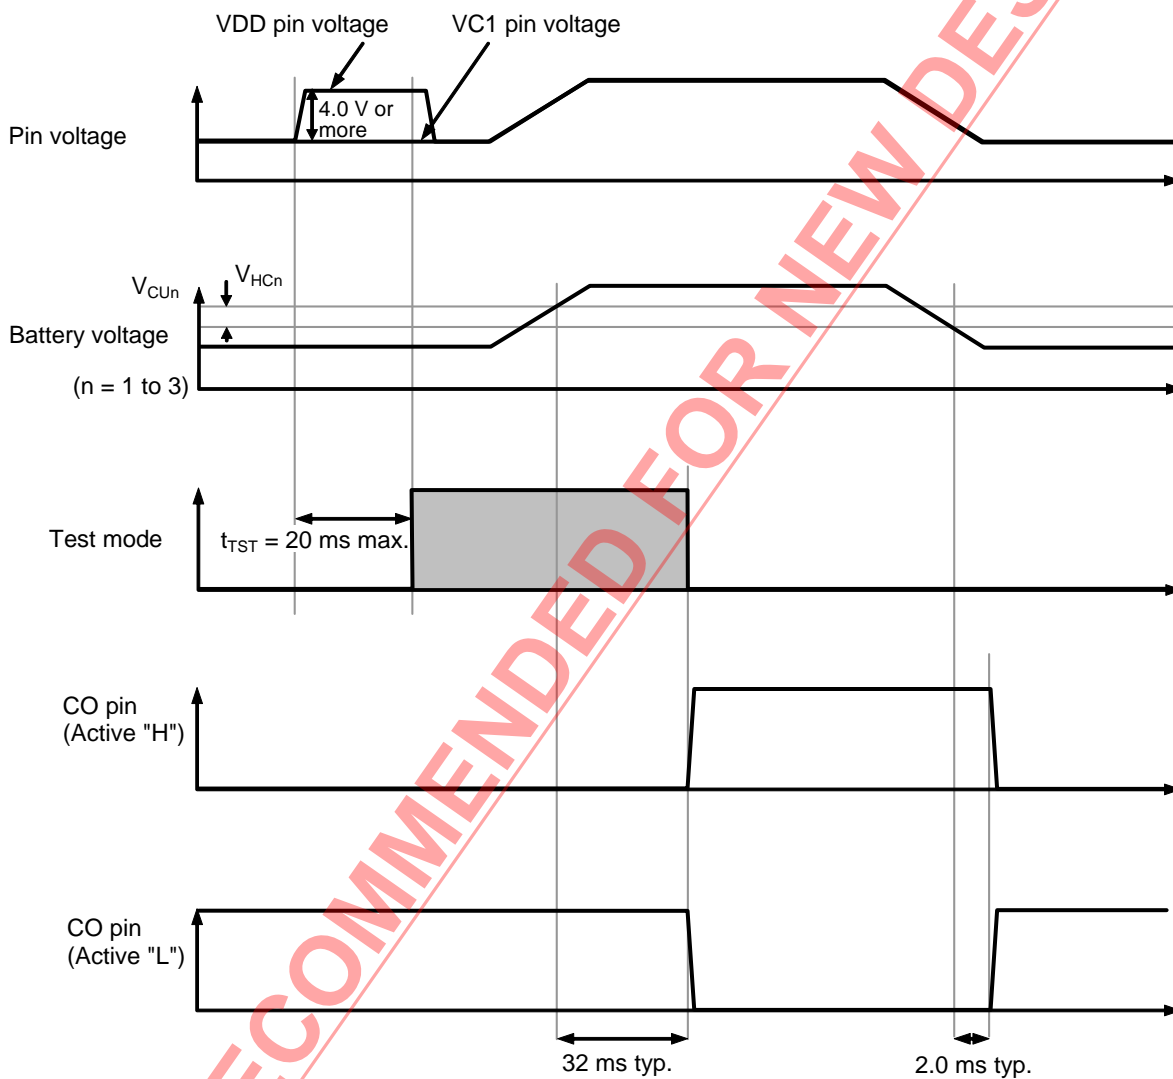 VDD pin voltage
VC1 pin voltage
4.0 V or
more
Pin voltage
VCUn
VHCn
Battery voltage
(n = 1 to 3)
Test mode
tTST = 20 ms max.
CO pin
(Active "H")
CO pin
(Active "L")
32 ms typ.
2.0 ms typ.
RECOMMENDED FOR NEW DES